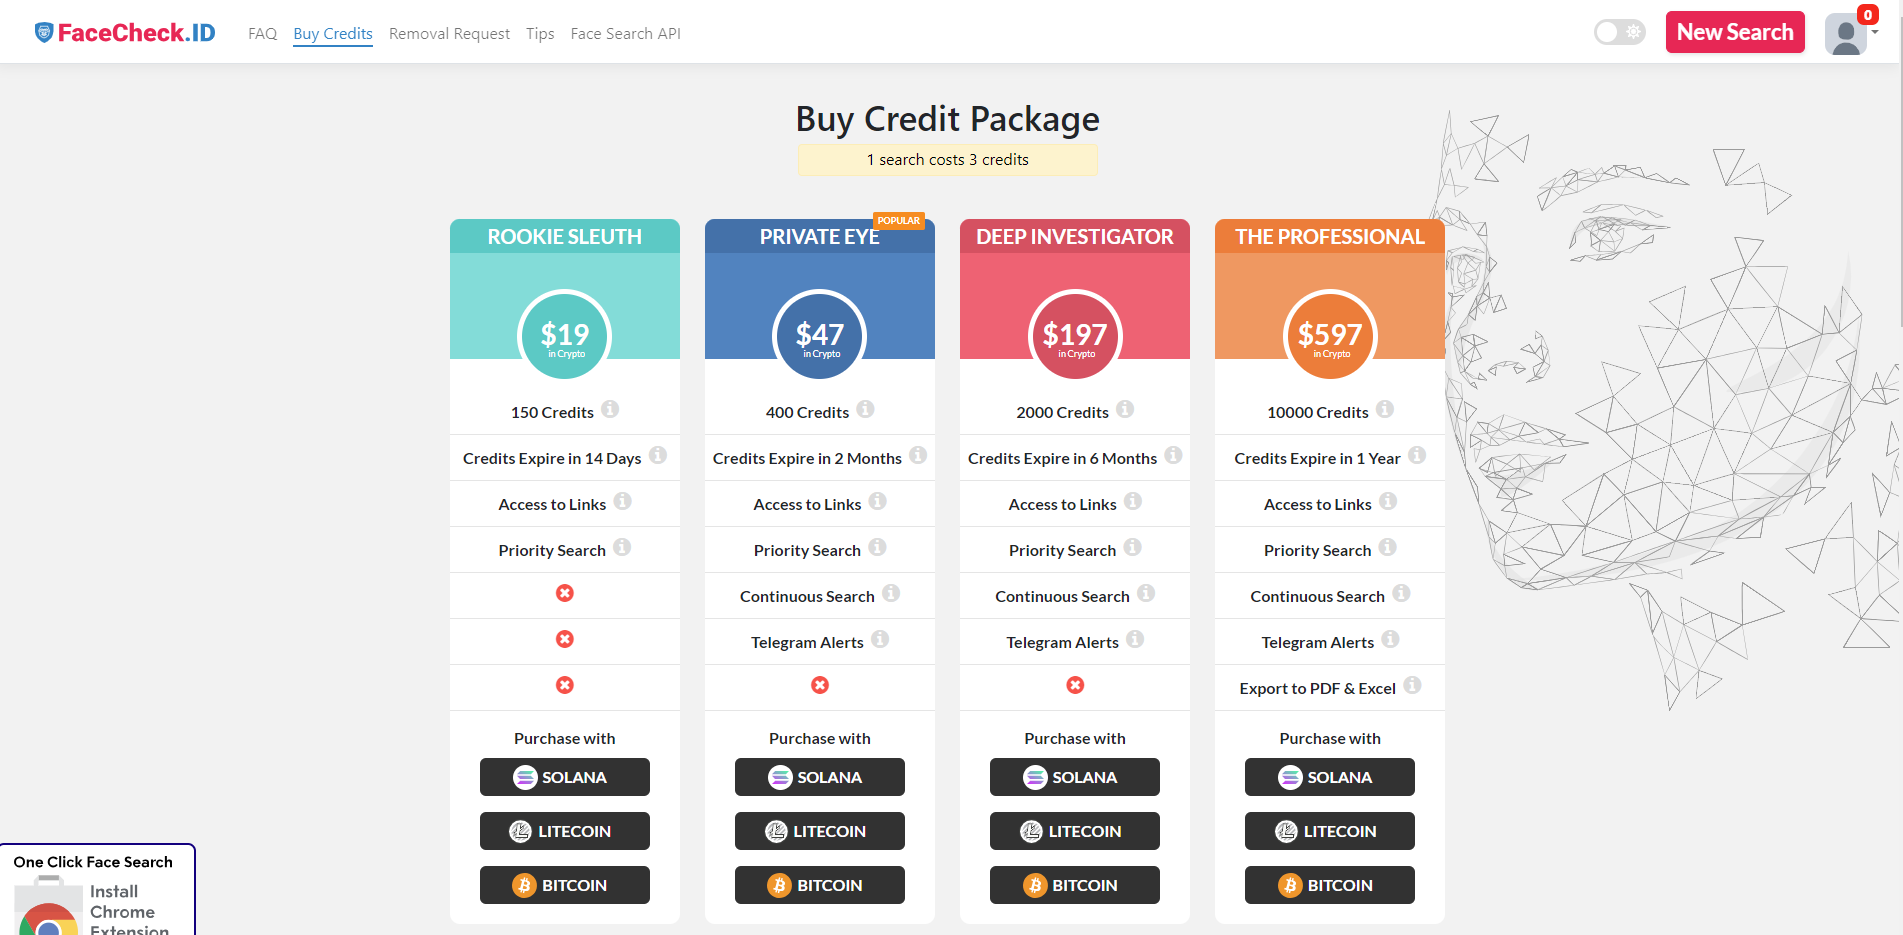 FaceCheck.ID
FAQ
Buy Credits
Removal Request
Tips
Face Search API
New Search
0
Buy Credit Package
1 search costs 3 credits
ROOKIE SLEUTH
$19
in Crypto
150 Credits
Credits Expire in 14 Days
Access to Links
Priority Search
Purchase with
SOLANA
LITECOIN
BITCOIN
POPULAR
PRIVATE EYE
$47
in Crypto
400 Credits
Credits Expire in 2 Months
Access to Links
Priority Search
Continuous Search
Telegram Alerts
Purchase with
SOLANA
LITECOIN
BITCOIN
DEEP INVESTIGATOR
$197
in Crypto
2000 Credits
Credits Expire in 6 Months
Access to Links
Priority Search
Continuous Search
Telegram Alerts
Purchase with
SOLANA
LITECOIN
BITCOIN
THE PROFESSIONAL
$597
in Crypto
10000 Credits
Credits Expire in 1 Year
Access to Links
Priority Search
Continuous Search
Telegram Alerts
Export to PDF & Excel
Purchase with
SOLANA
LITECOIN
BITCOIN
One Click Face Search
Install
Chrome
Extension